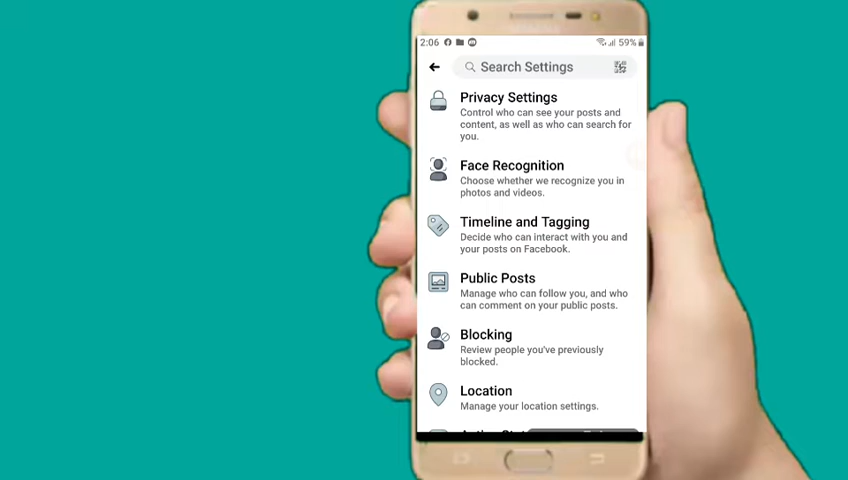 2:06
59%
Search Settings
Privacy Settings
Control who can see your posts and
content, as well as who can search for
you.
Face Recognition
Choose whether we recognize you in
photos and videos.
Timeline and Tagging
Decide who can interact with you and
your posts on Facebook.
Public Posts
Manage who can follow you, and who
can comment on your public posts.
Blocking
Review people you've previously
blocked.
Location
Manage your location settings.